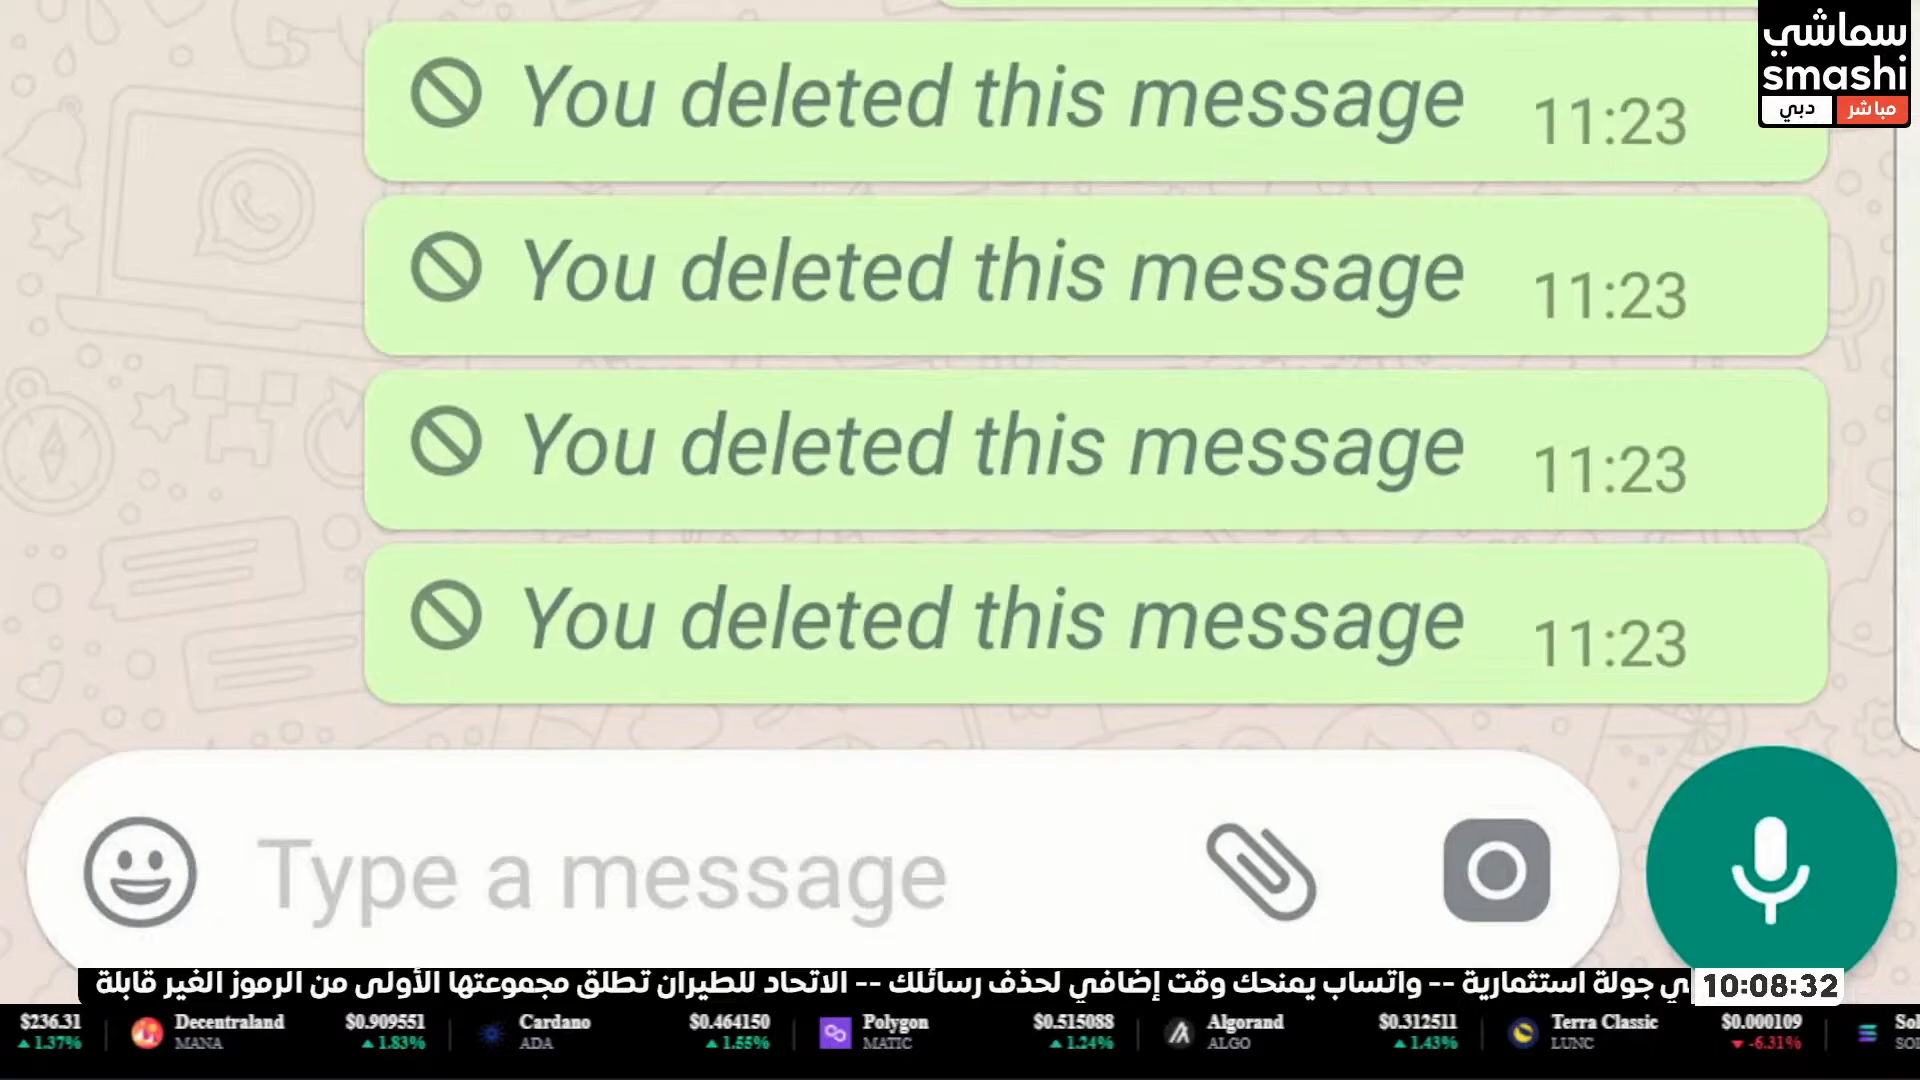 سماشي
smashi
دبي مباشر
You deleted this message 11:23
You deleted this message 11:23
You deleted this message 11:23
You deleted this message 11:23
Type a message
جولة استثمارية -- واتساب يمنحك وقت إضافي لحذف رسائلك -- الاتحاد للطيران تطلق مجموعتها الأولى من الرموز الغير قابلة
10:08:32
$236.31 Decentraland $0.909551 Cardano $0.464150 Polygon $0.515088 Algorand $0.312511 Terra Classic $0.000109
1.37% MANA 1.83% ADA 1.55% MATIC 1.24% ALGO 1.43% LUNC -6.31%